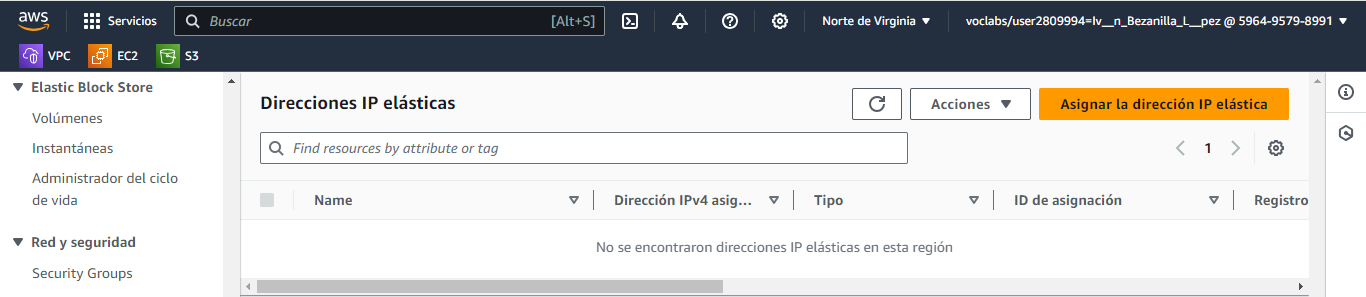 aws
Servicios
Buscar [Alt+S]
Norte de Virginia
voclabs/user2809994=Iv__n_Bezanilla_L__pez @ 5964-9579-8991
VPC EC2 S3
Elastic Block Store
Volúmenes
Instantáneas
Administrador del ciclo
de vida
Red y seguridad
Security Groups
Direcciones IP elásticas
Acciones
Asignar la dirección IP elástica
Find resources by attribute or tag
1
Name Dirección IPv4 asig... Tipo ID de asignación Registro
No se encontraron direcciones IP elásticas en esta región